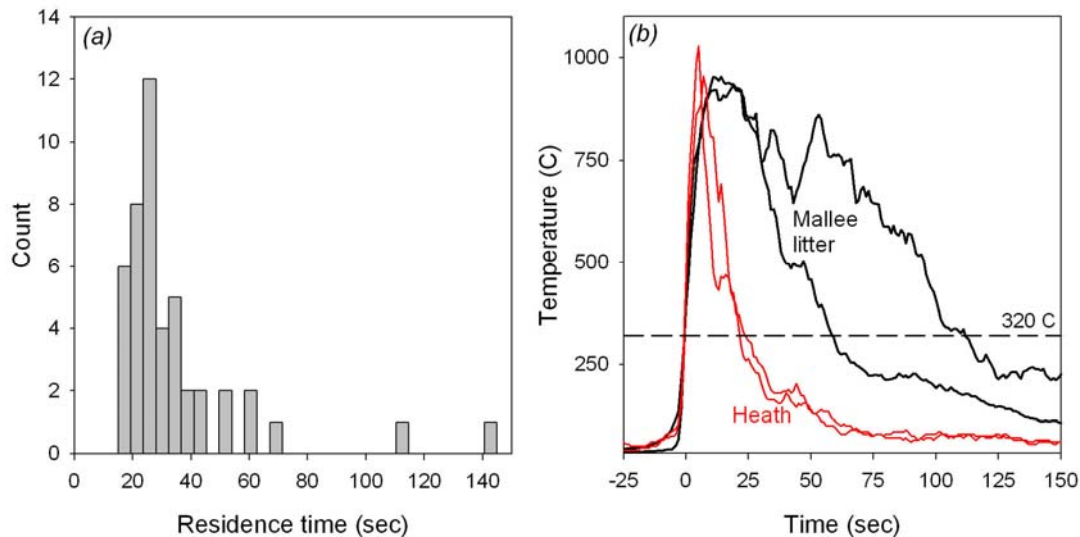 (a)
14
12
10
8
6
4
2
0
Count
0 20 40 60 80 100 120 140
Residence time (sec)
(b)
1000
750
500
250
Temperature (C)
Mallee
litter
320 C
Heath
-25 0 25 50 75 100 125 150
Time (sec)